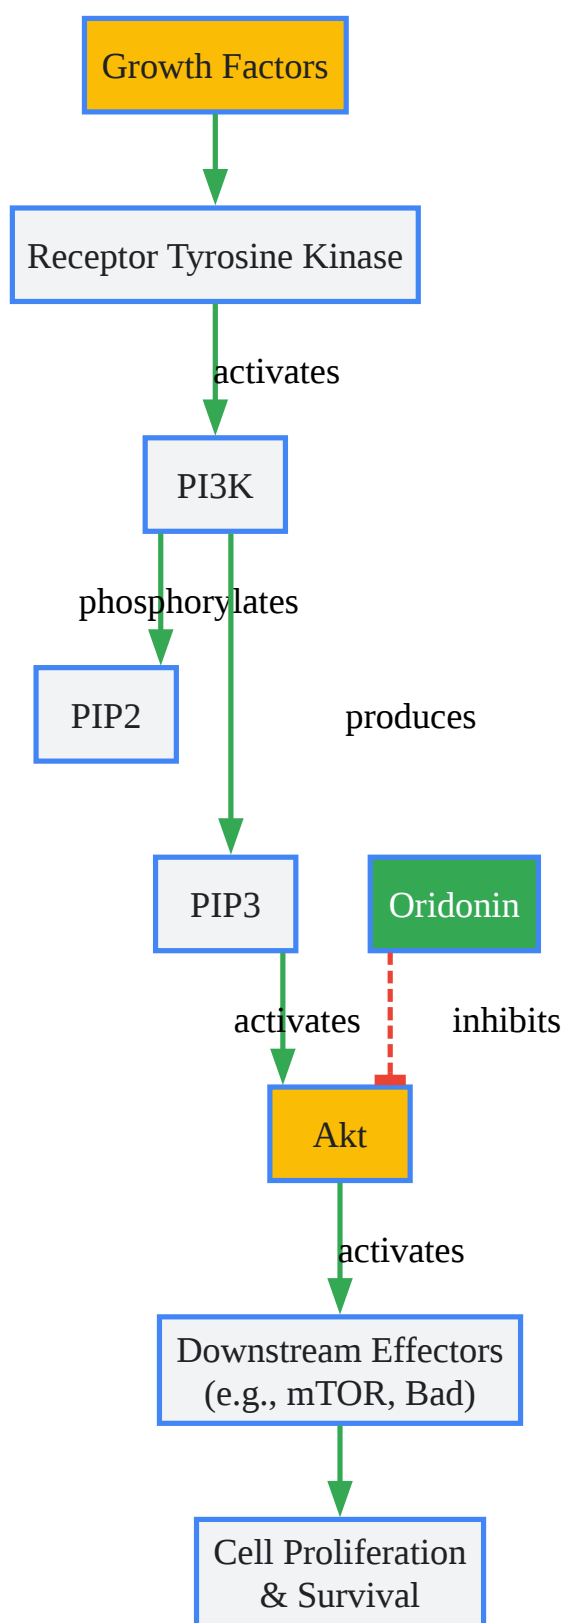 Growth Factors
Receptor Tyrosine Kinase
activates
PI3K
phosphorylates
PIP2
produces
PIP3
Oridonin
activates
inhibits
Akt
activates
Downstream Effectors
(e.g., mTOR, Bad)
Cell Proliferation
& Survival